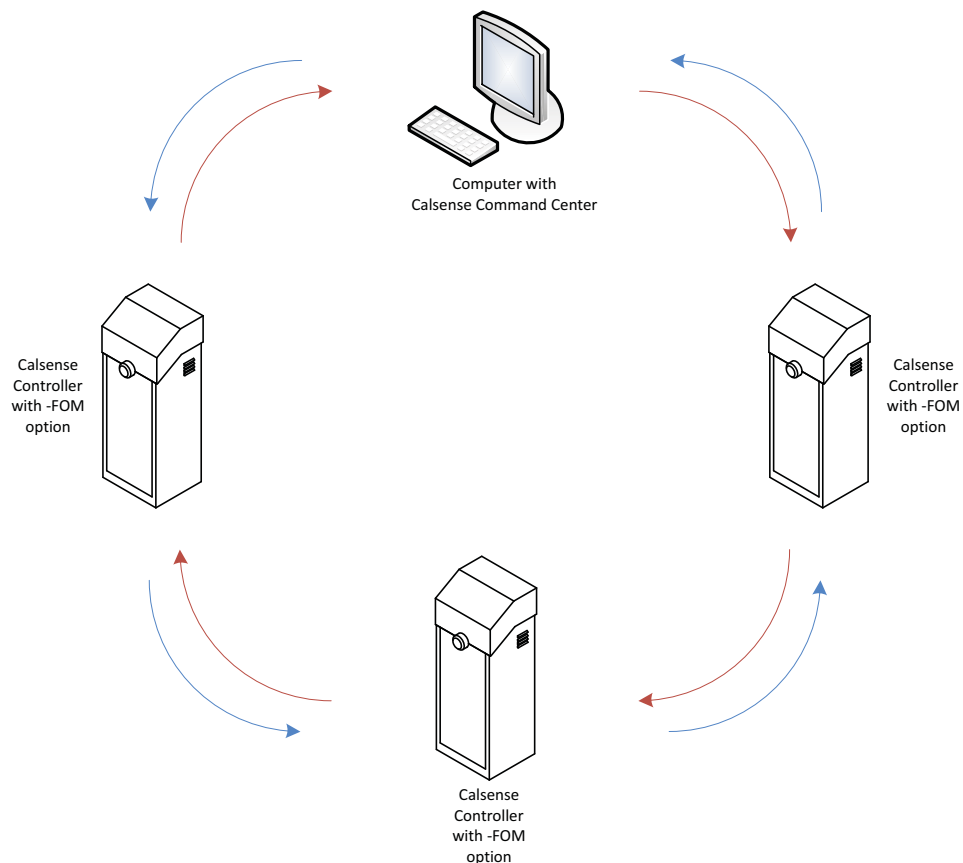 Computer with
Calsense Command Center
Calsense
Controller
with -FOM
option
Calsense
Controller
with -FOM
option
Calsense
Controller
with -FOM
option